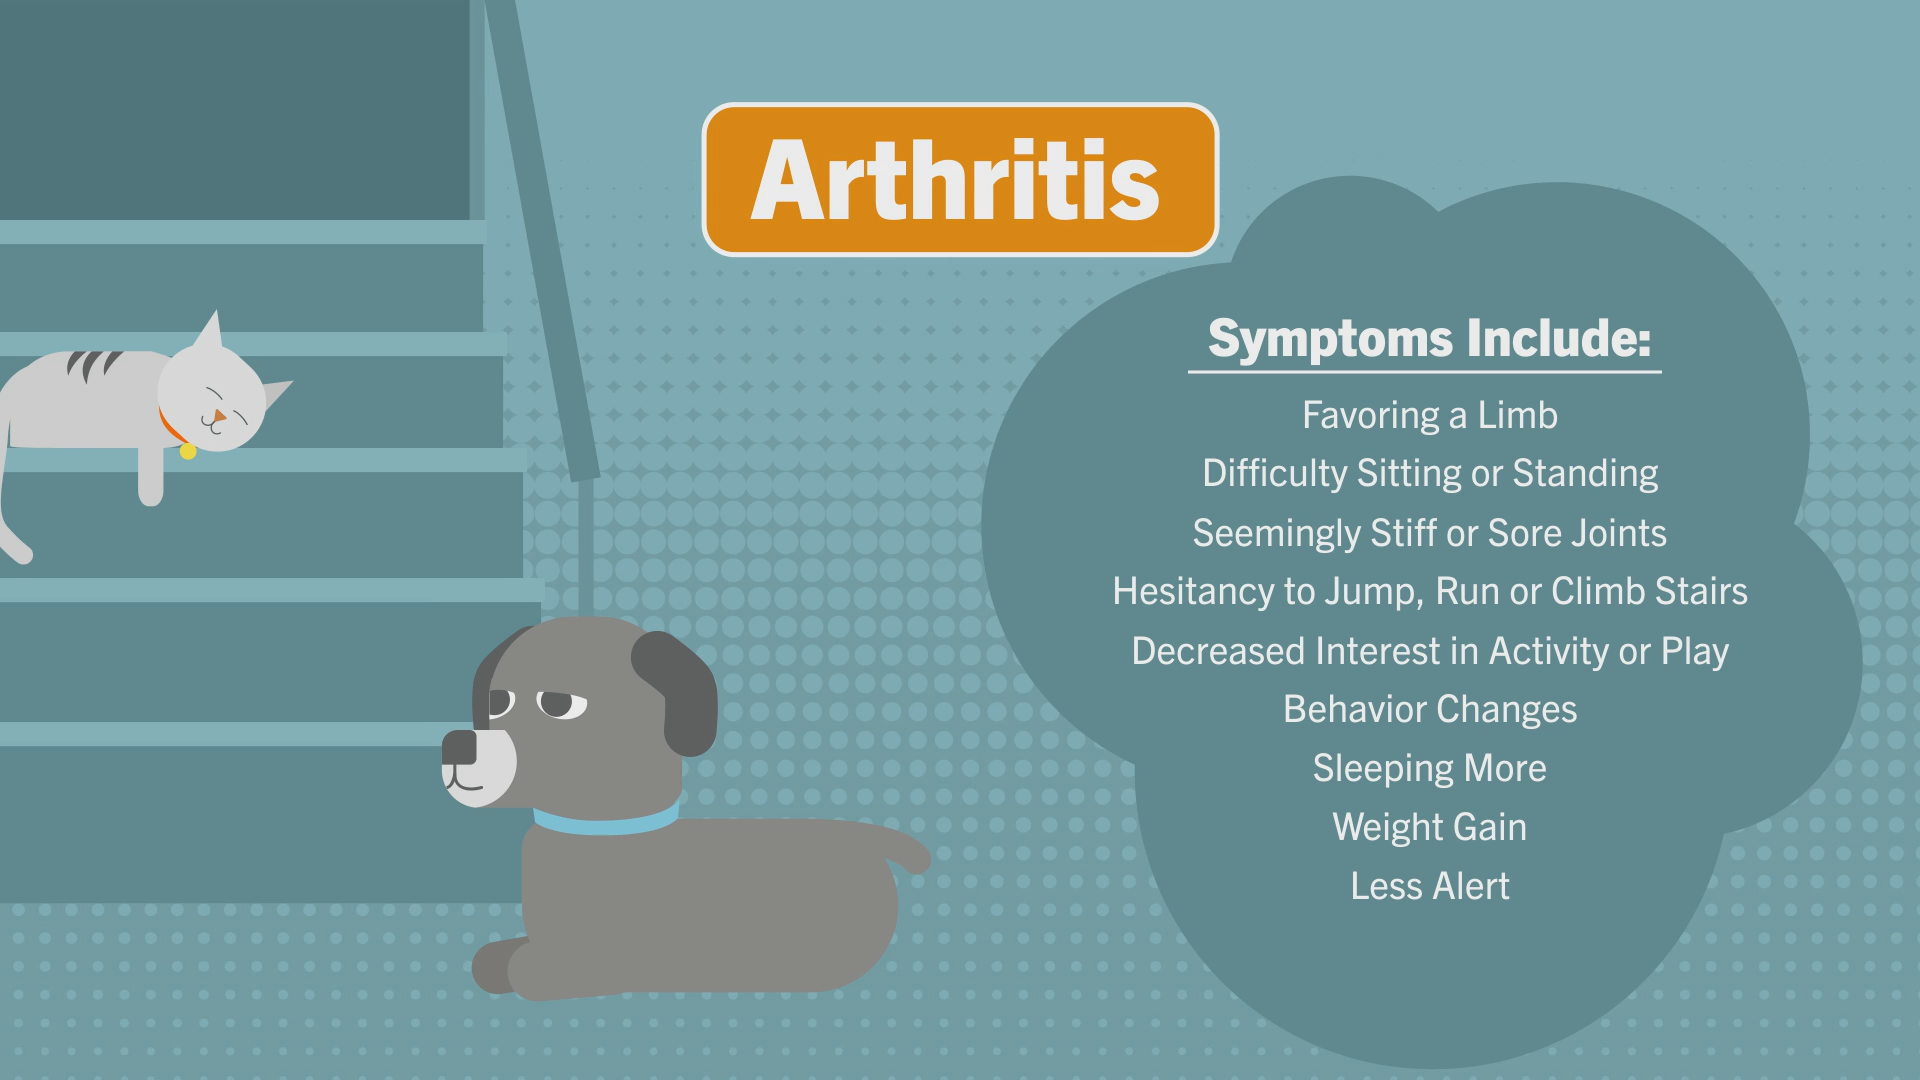 Arthritis
Symptoms Include:
Favoring a Limb
Difficulty Sitting or Standing
Seemingly Stiff or Sore Joints
Hesitancy to Jump, Run or Climb Stairs
Decreased Interest in Activity or Play
Behavior Changes
Sleeping More
Weight Gain
Less Alert